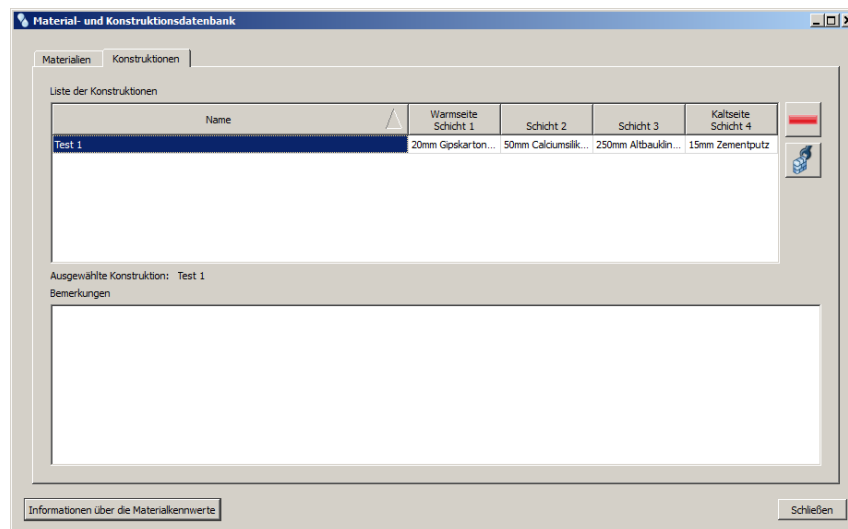 Material- und Konstruktionsdatenbank
Materialien Konstruktionen
Liste der Konstruktionen
Name Warmseite Schicht 1 Schicht 2 Schicht 3 Kaltseite Schicht 4
Test 1 20mm Gipskarton... 50mm Calciumsilik... 250mm Altbauklin... 15mm Zementputz
Ausgewählte Konstruktion: Test 1
Bemerkungen
Informationen über die Materialkennwerte Schließen